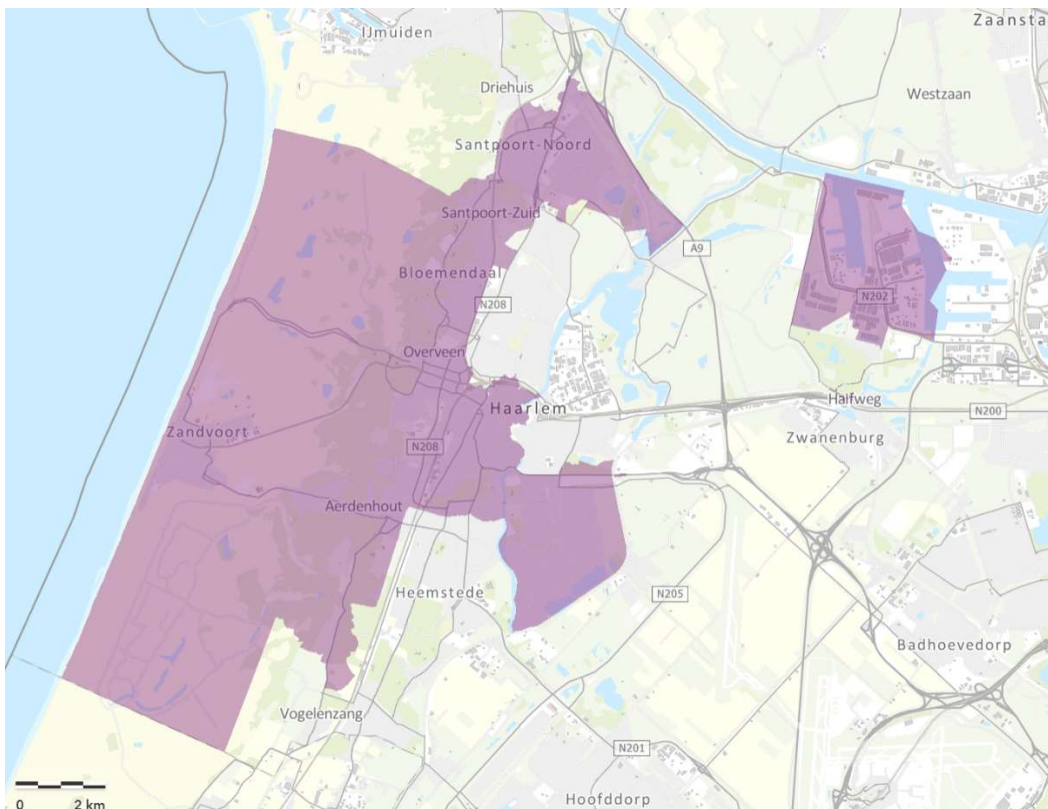 IJmuiden
Zaansta
Driehuis
Westzaan
Santpoort-Noord
Santpoort-Zuid
A9
Bloemendaal
N208
N202
Overveen
Halfweg
Haarlem
N200
Zandvoort
Zwanenburg
N208
Aerdenhout
Heemstede
N205
Badhoevedorp
Vogelenzang
N201
Hoofddorp
0 2 km